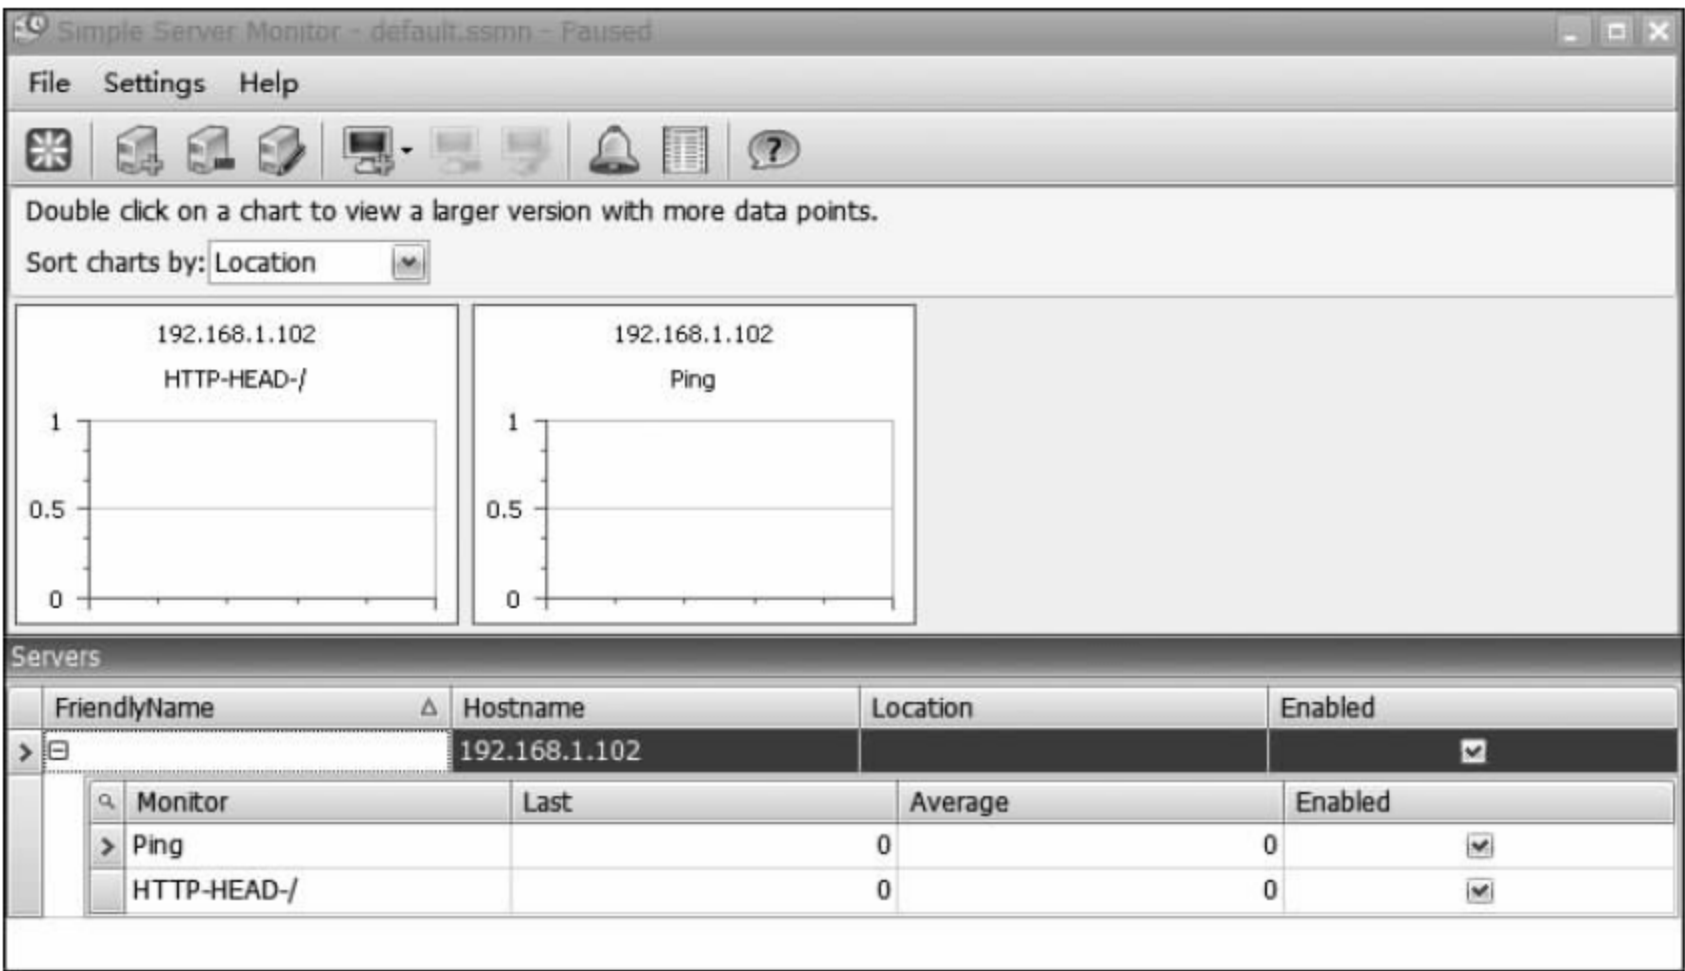 Simple Server Monitor - default.ssmn - Paused
File Settings Help
Double click on a chart to view a larger version with more data points.
Sort charts by: Location
192.168.1.102
HTTP-HEAD-/
1
0.5
0
192.168.1.102
Ping
1
0.5
0
Servers
FriendlyName Hostname Location Enabled
192.168.1.102
Monitor Last Average Enabled
Ping 0 0
HTTP-HEAD-/ 0 0